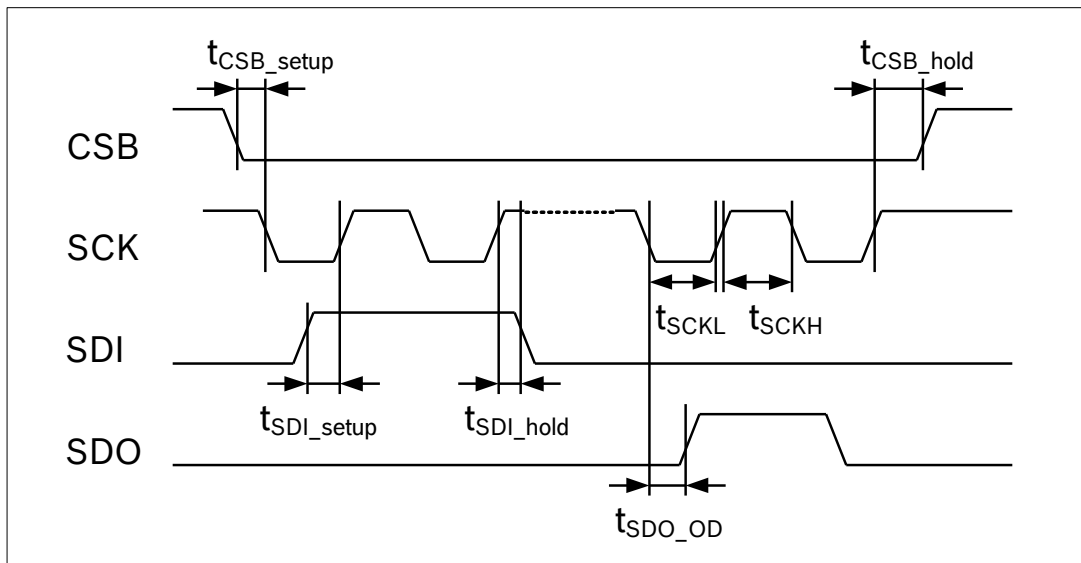 tCSB_setup
tCSB_hold
CSB
SCK
tSCKL
tSCKH
SDI
tSDI_setup
tSDI_hold
SDO
tSDO_OD